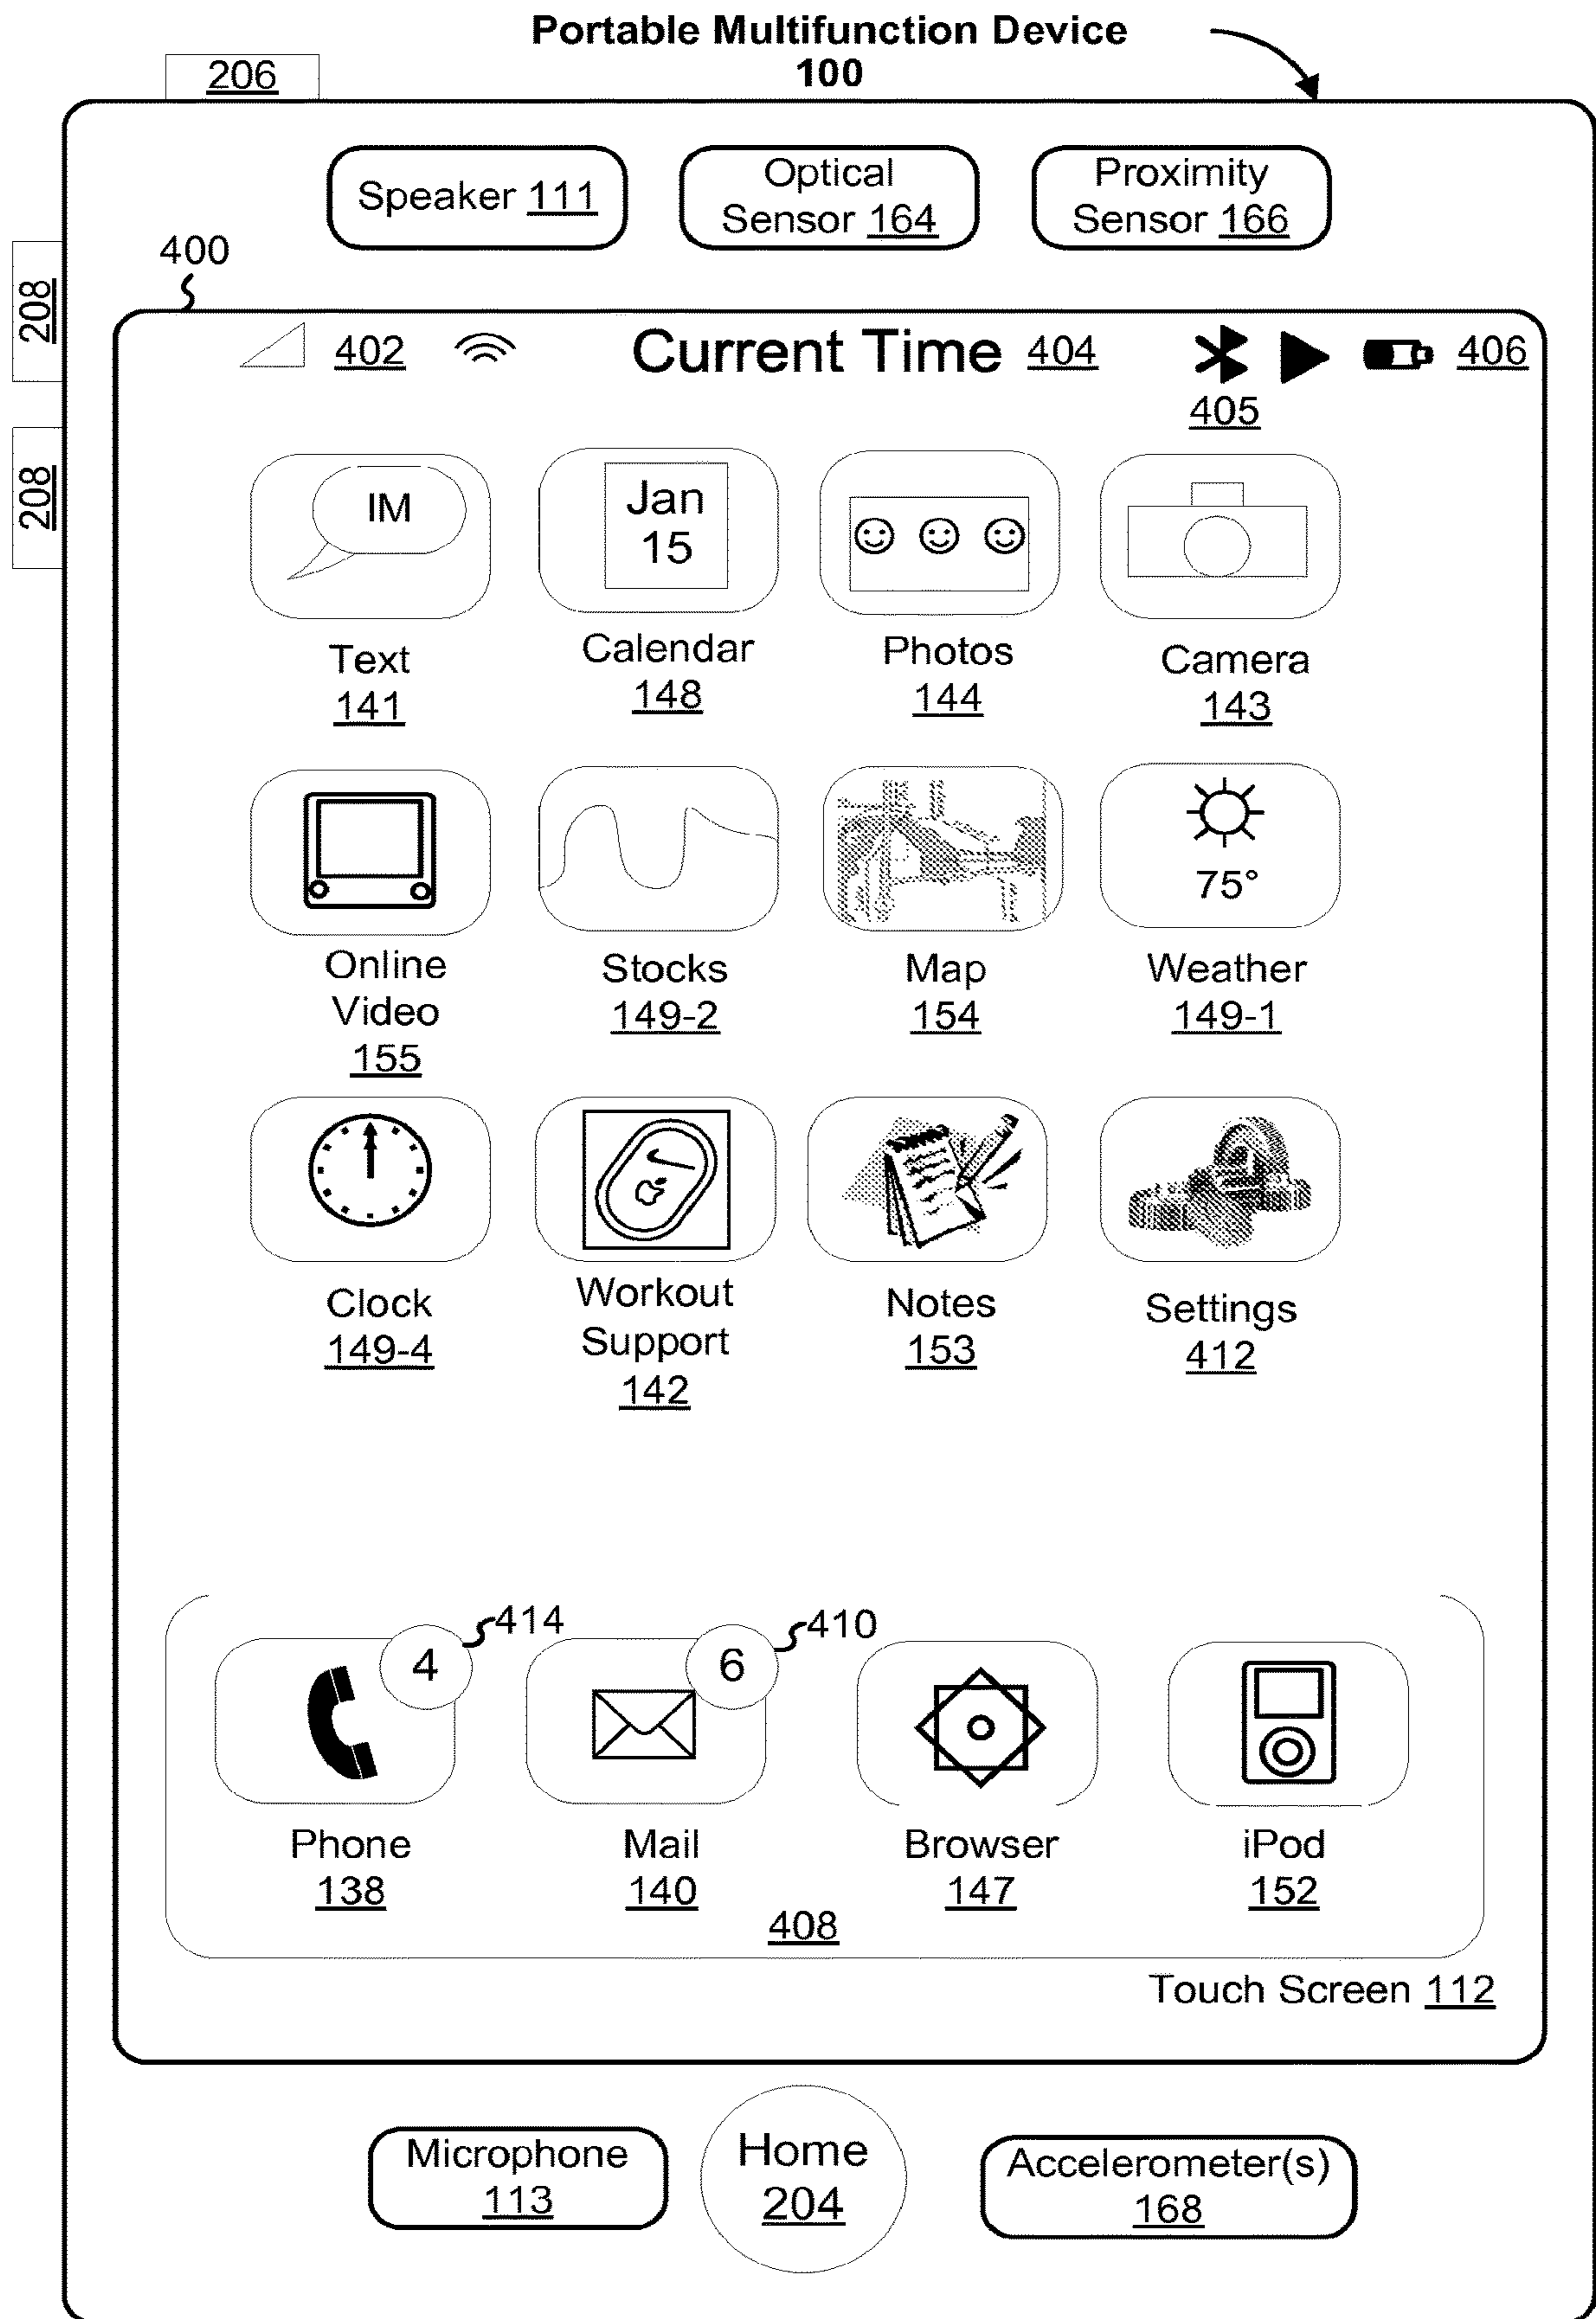 Portable Multifunction Device
100
206
Speaker 111
Optical
Sensor 164
Proximity
Sensor 166
400
208
208
402
Current Time 404
406
405
IM
Jan
15
Text
141
Calendar
148
Photos
144
Camera
143
75°
Online
Video
155
Stocks
149-2
Map
154
Weather
149-1
Clock
149-4
Workout
Support
142
Notes
153
Settings
412
4
414
6
410
Phone
138
Mail
140
Browser
147
iPod
152
408
Touch Screen 112
Microphone
113
Home
204
Accelerometer(s)
168